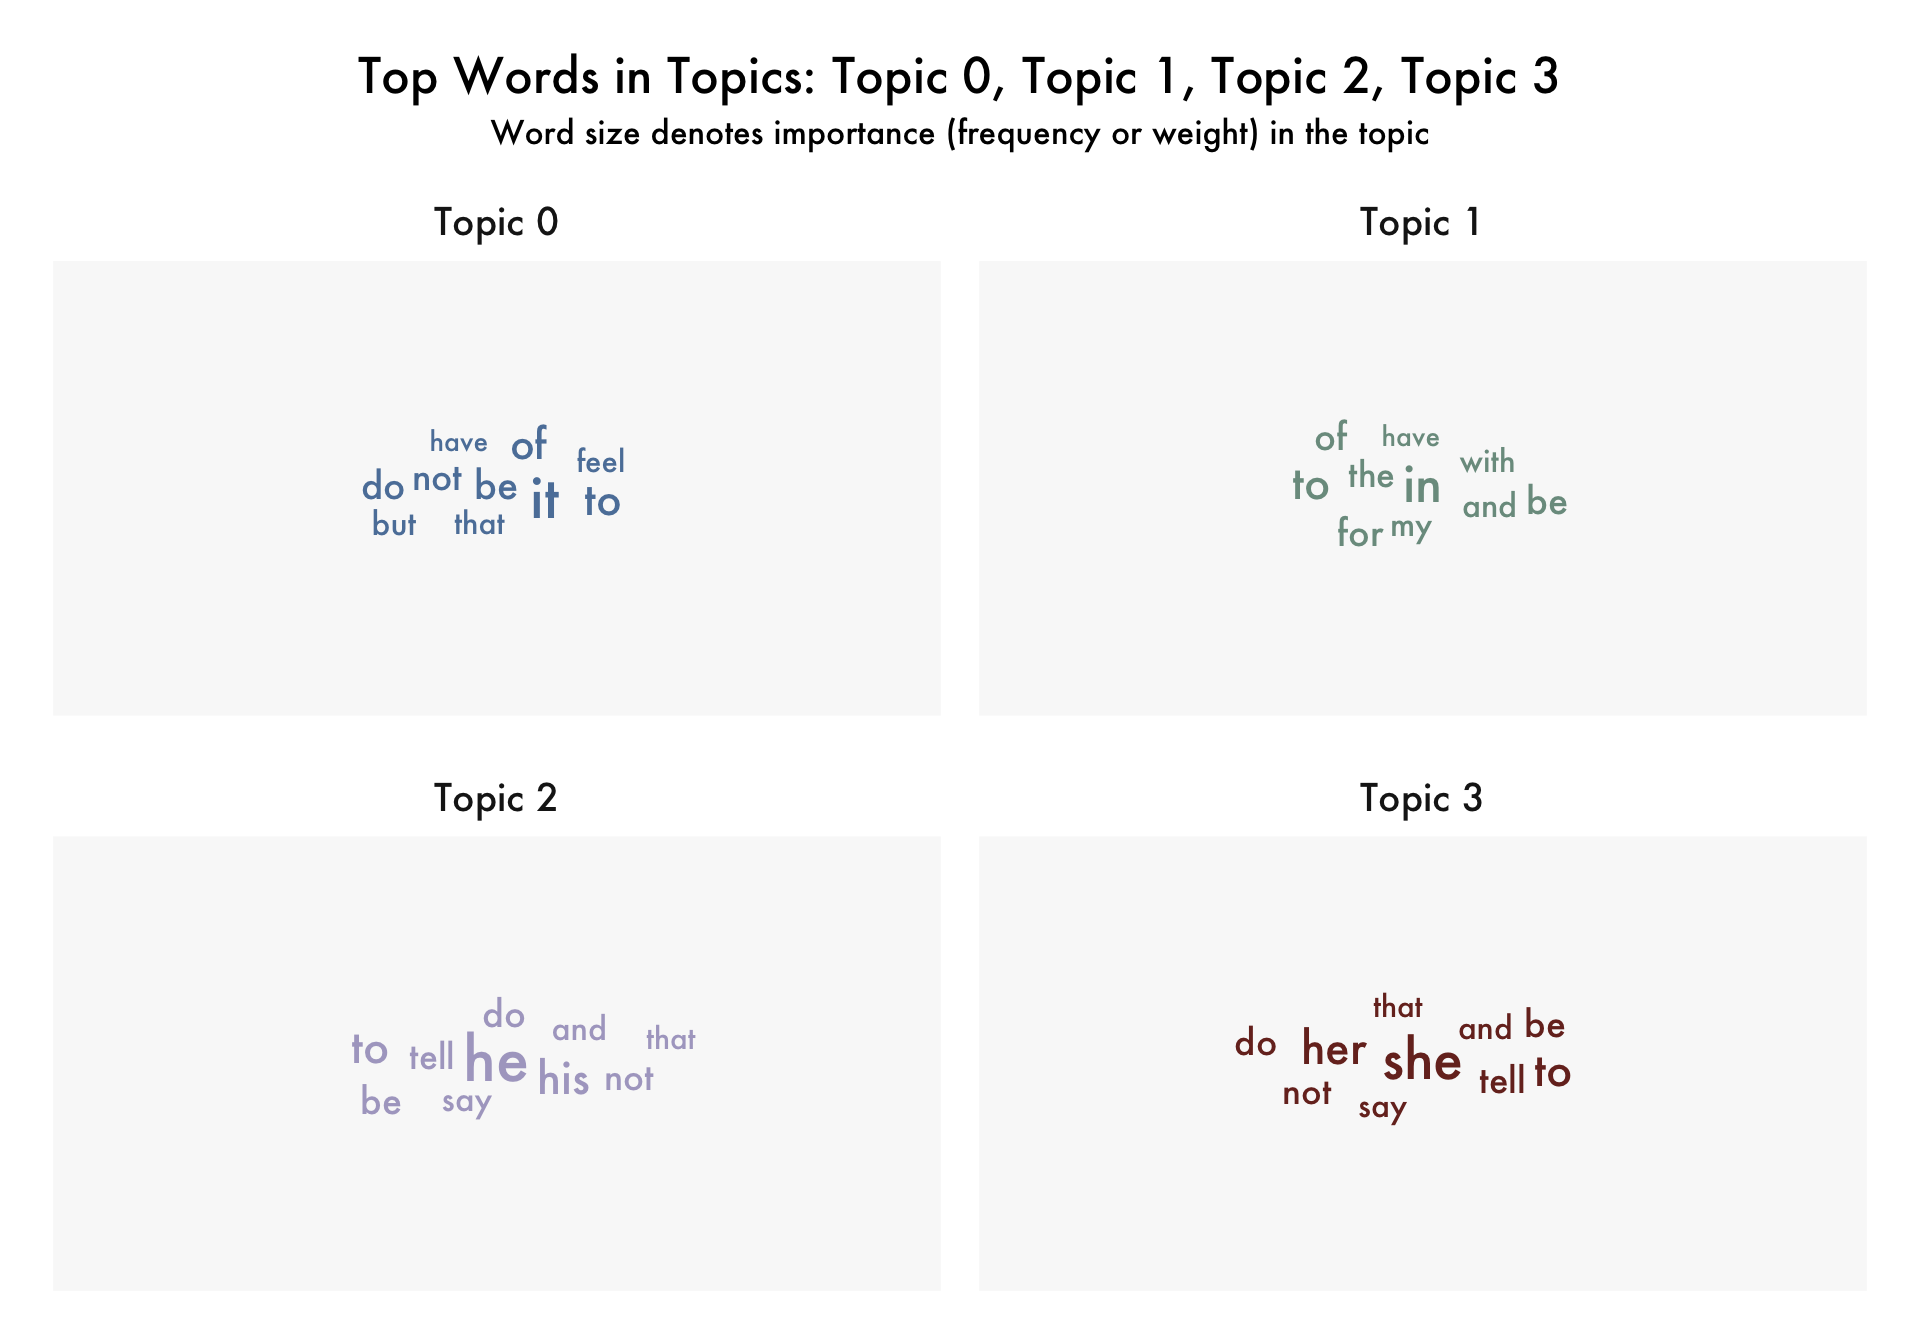 Top Words in Topics: Topic 0, Topic 1, Topic 2, Topic 3
Word size denotes importance (frequency or weight) in the topic
Topic 0
have of feel
do not be it to
but that
Topic 1
of have with
to the in and be
for my
Topic 2
do and that
to tell he his not
be say
Topic 3
that and be
do her she tell to
not say